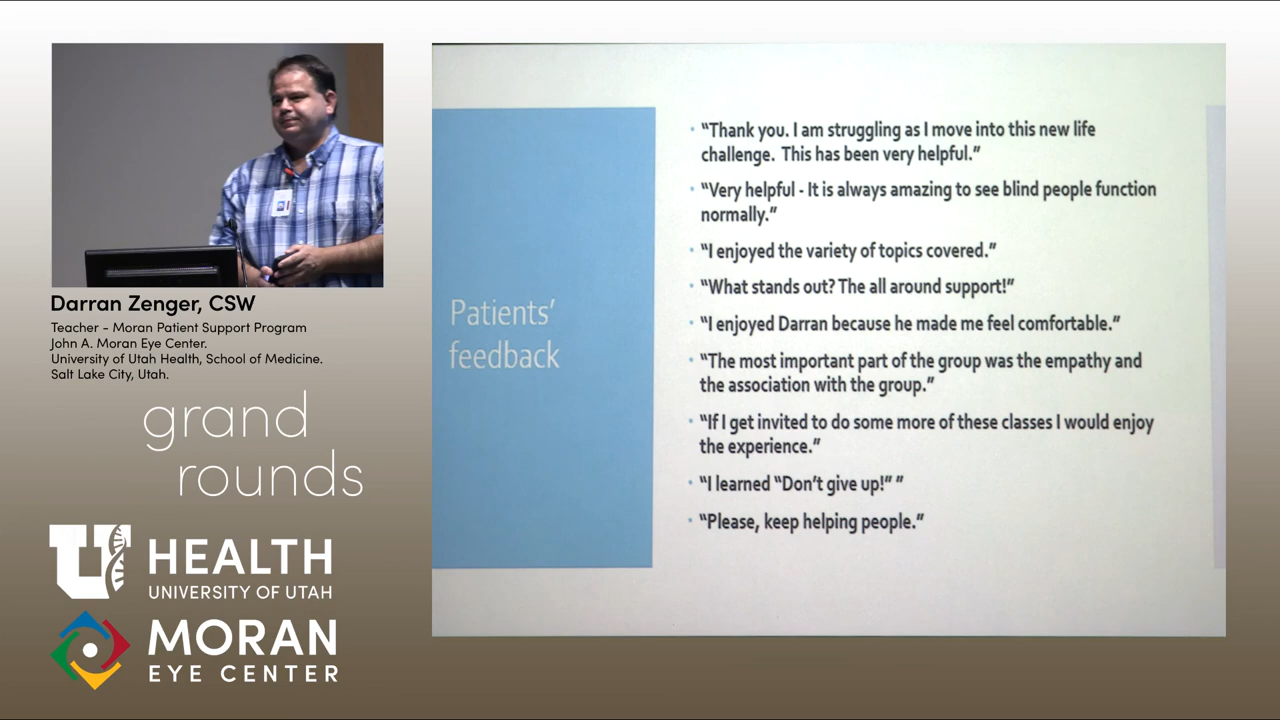 Darran Zenger, CSW
Teacher - Moran Patient Support Program
John A. Moran Eye Center.
University of Utah Health, School of Medicine.
Salt Lake City, Utah.
grand
rounds
U HEALTH
UNIVERSITY OF UTAH
MORAN
EYE CENTER
Patients'
feedback
• “Thank you. I am struggling as I move into this new life
challenge.  This has been very helpful.”
• “Very helpful - It is always amazing to see blind people function
normally.”
• “I enjoyed the variety of topics covered.”
• “What stands out? The all around support!”
• “I enjoyed Darran because he made me feel comfortable.”
• “The most important part of the group was the empathy and
the association with the group.”
• “If I get invited to do some more of these classes I would enjoy
the experience.”
• “I learned “Don’t give up!” ”
• “Please, keep helping people.”